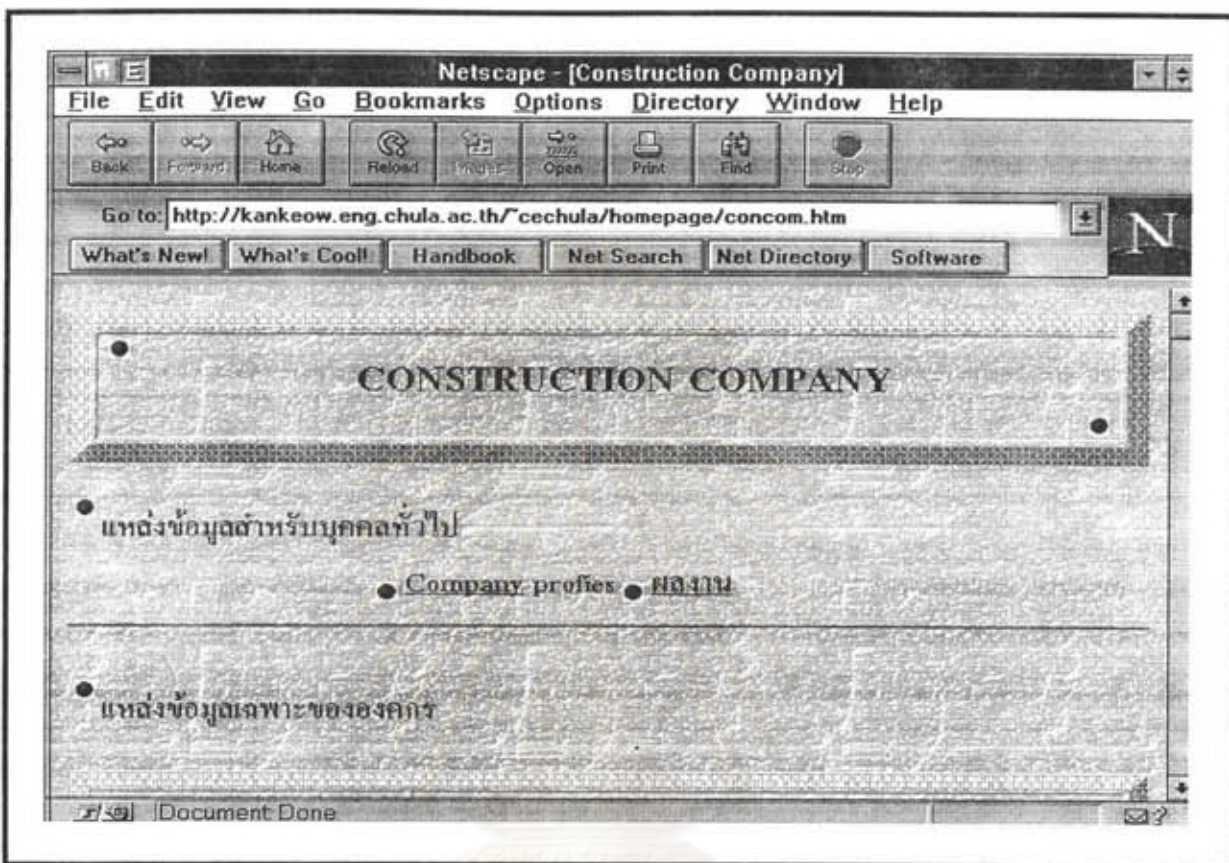 Netscape - [Construction Company]
File Edit View Go Bookmarks Options Directory Window Help
Back Forward Home Reload Images Open Print Find Stop
Go to: http://kankeow.eng.chula.ac.th/~cechula/homepage/concom.htm
N
What's New! What's Cool! Handbook Net Search Net Directory Software
CONSTRUCTION COMPANY
แหล่งข้อมูลสำหรับบุคคลทั่วไป
Company profies ผลงาน
แหล่งข้อมูลเฉพาะขององคกร
Document: Done
?